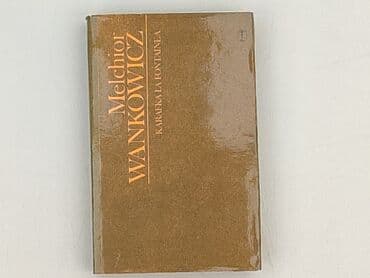 Melchior
WAŃKOWICZ
KARAFKA LA FONTAINE'A